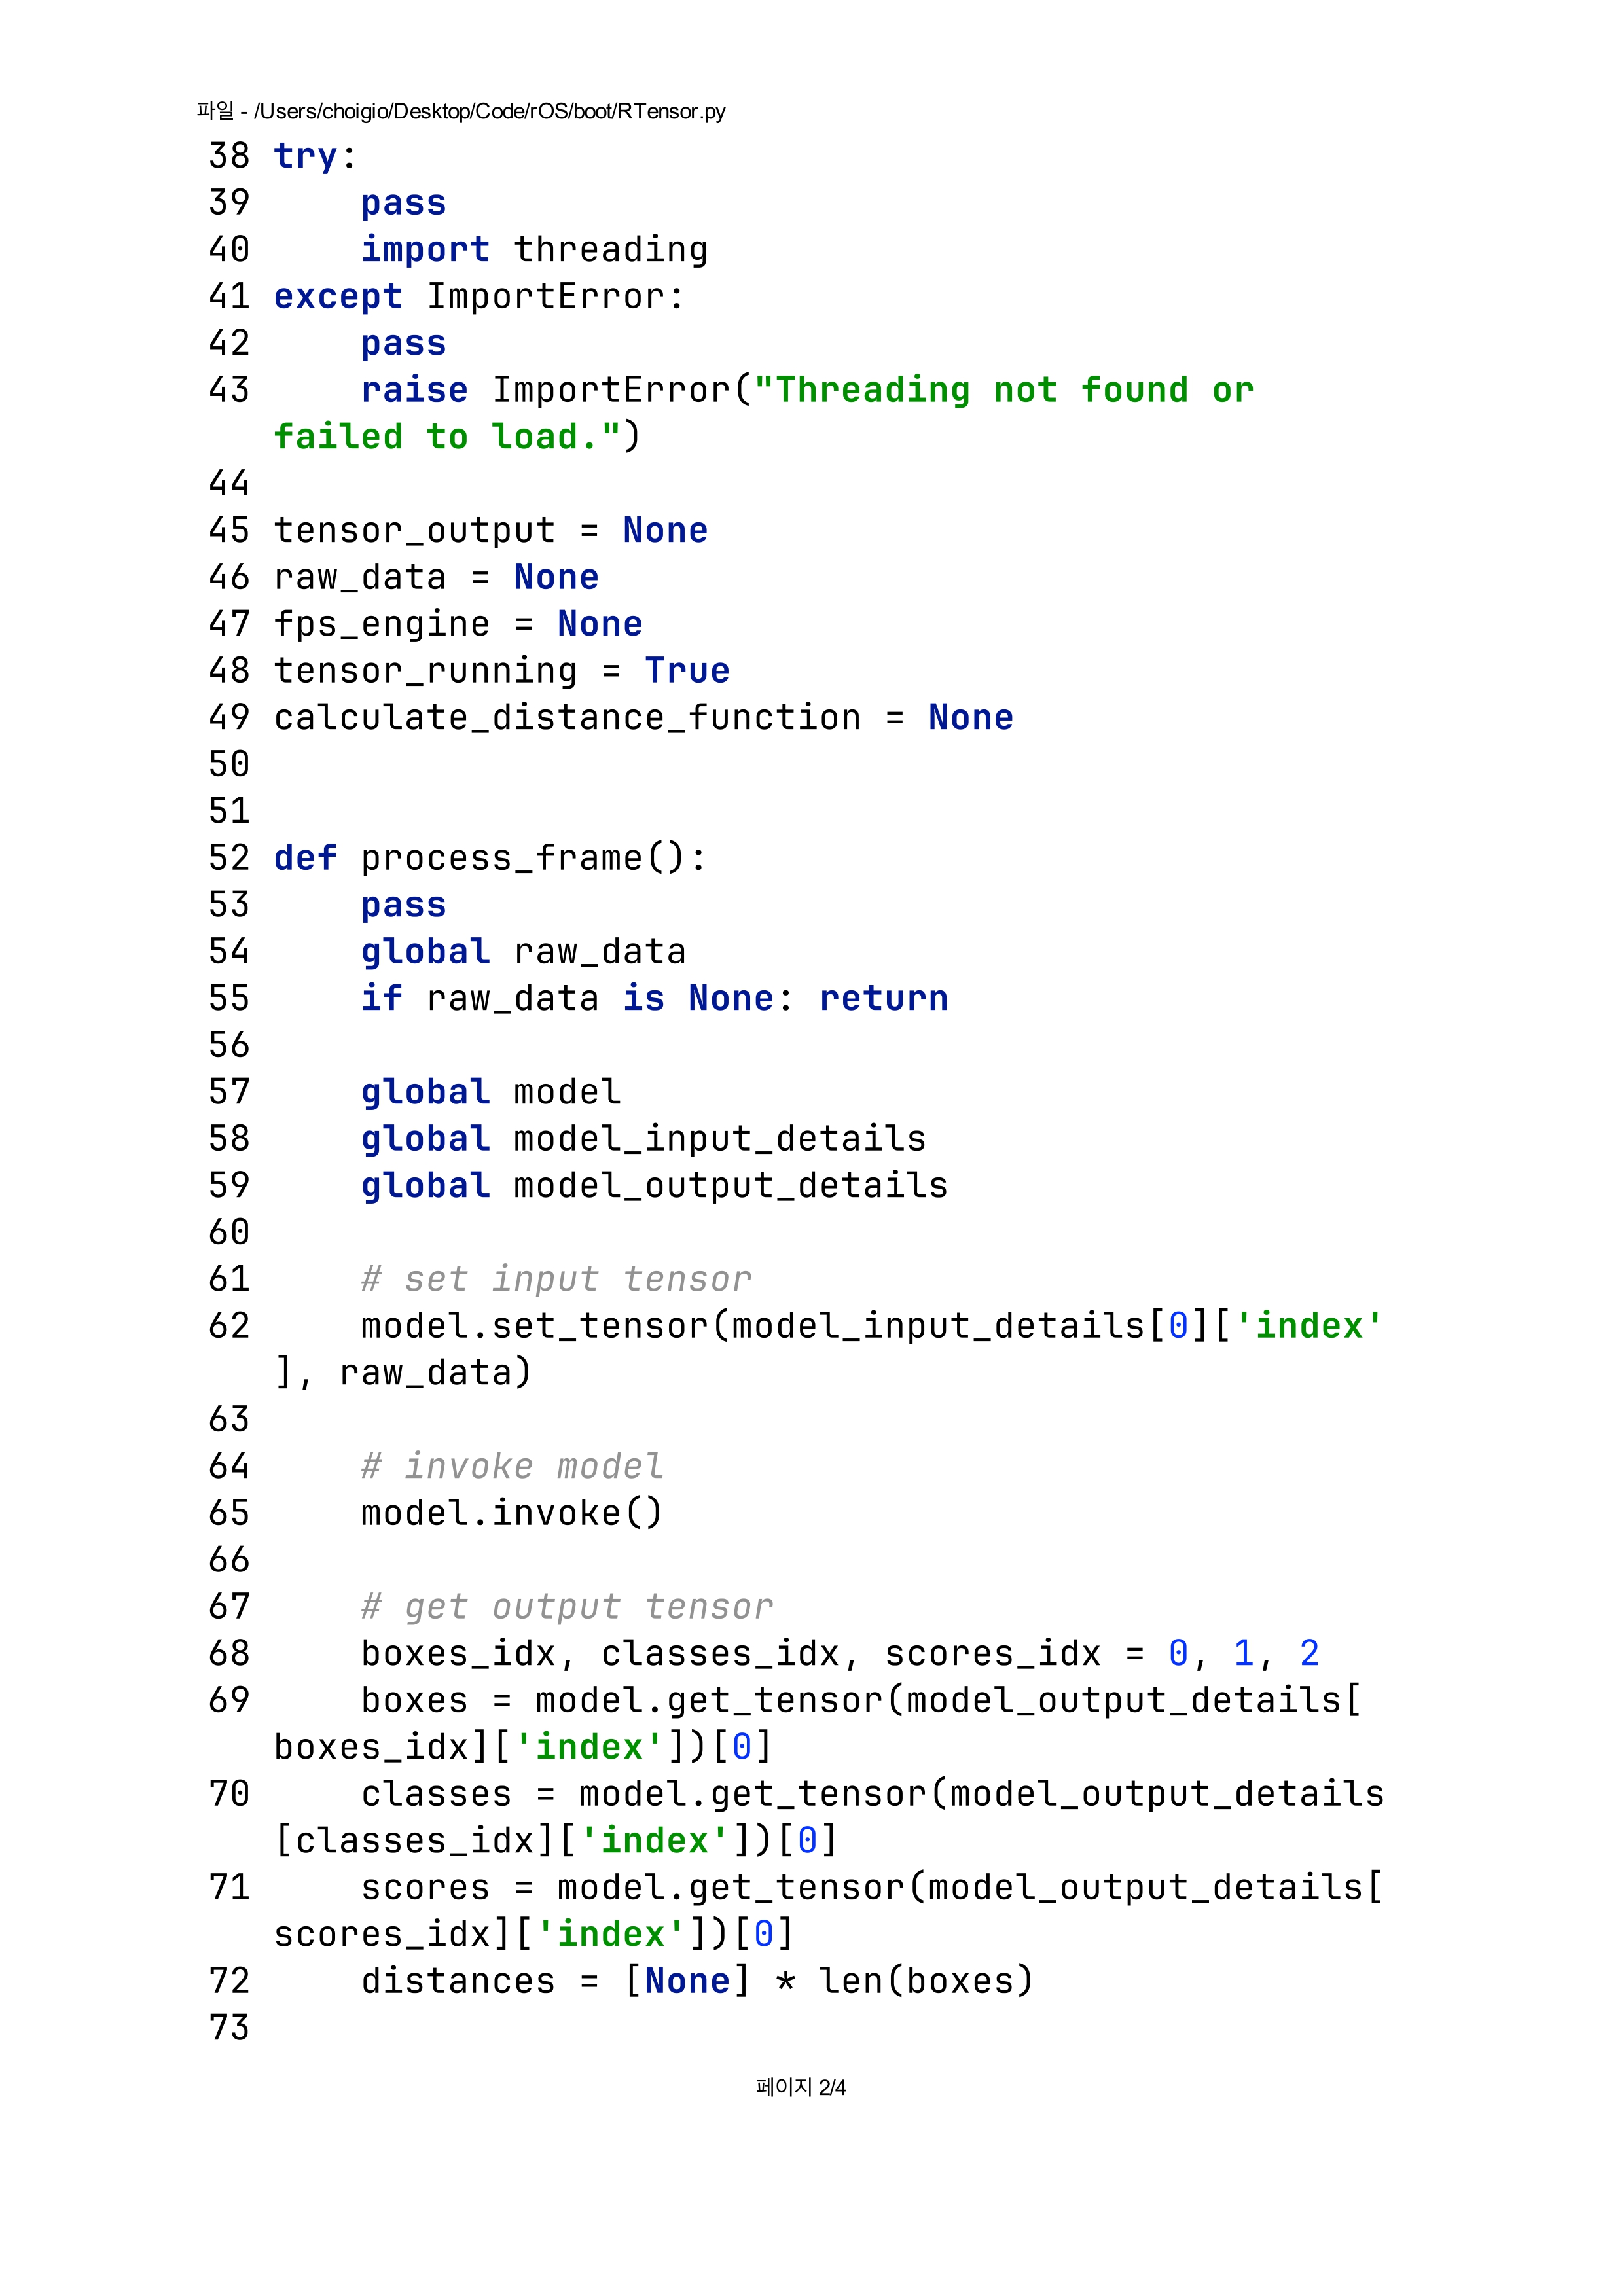 파일 - /Users/choigio/Desktop/Code/rOS/boot/RTensor.py
38 try:
39     pass
40     import threading
41 except ImportError:
42     pass
43     raise ImportError("Threading not found or
failed to load.")
44
45 tensor_output = None
46 raw_data = None
47 fps_engine = None
48 tensor_running = True
49 calculate_distance_function = None
50
51
52 def process_frame():
53     pass
54     global raw_data
55     if raw_data is None: return
56
57     global model
58     global model_input_details
59     global model_output_details
60
61     # set input tensor
62     model.set_tensor(model_input_details[0]['index'
], raw_data)
63
64     # invoke model
65     model.invoke()
66
67     # get output tensor
68     boxes_idx, classes_idx, scores_idx = 0, 1, 2
69     boxes = model.get_tensor(model_output_details[
boxes_idx]['index'])[0]
70     classes = model.get_tensor(model_output_details
[classes_idx]['index'])[0]
71     scores = model.get_tensor(model_output_details[
scores_idx]['index'])[0]
72     distances = [None] * len(boxes)
73
페이지 2/4